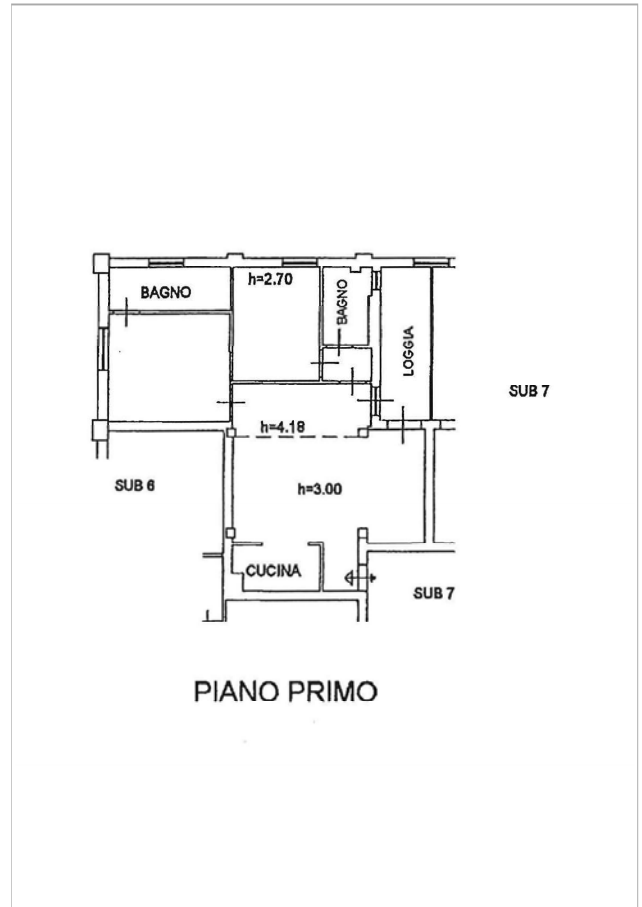 BAGNO
h=2.70
BAGNO
LOGGIA
SUB 7
h=4.18
SUB 6
h=3.00
CUCINA
SUB 7
PIANO PRIMO